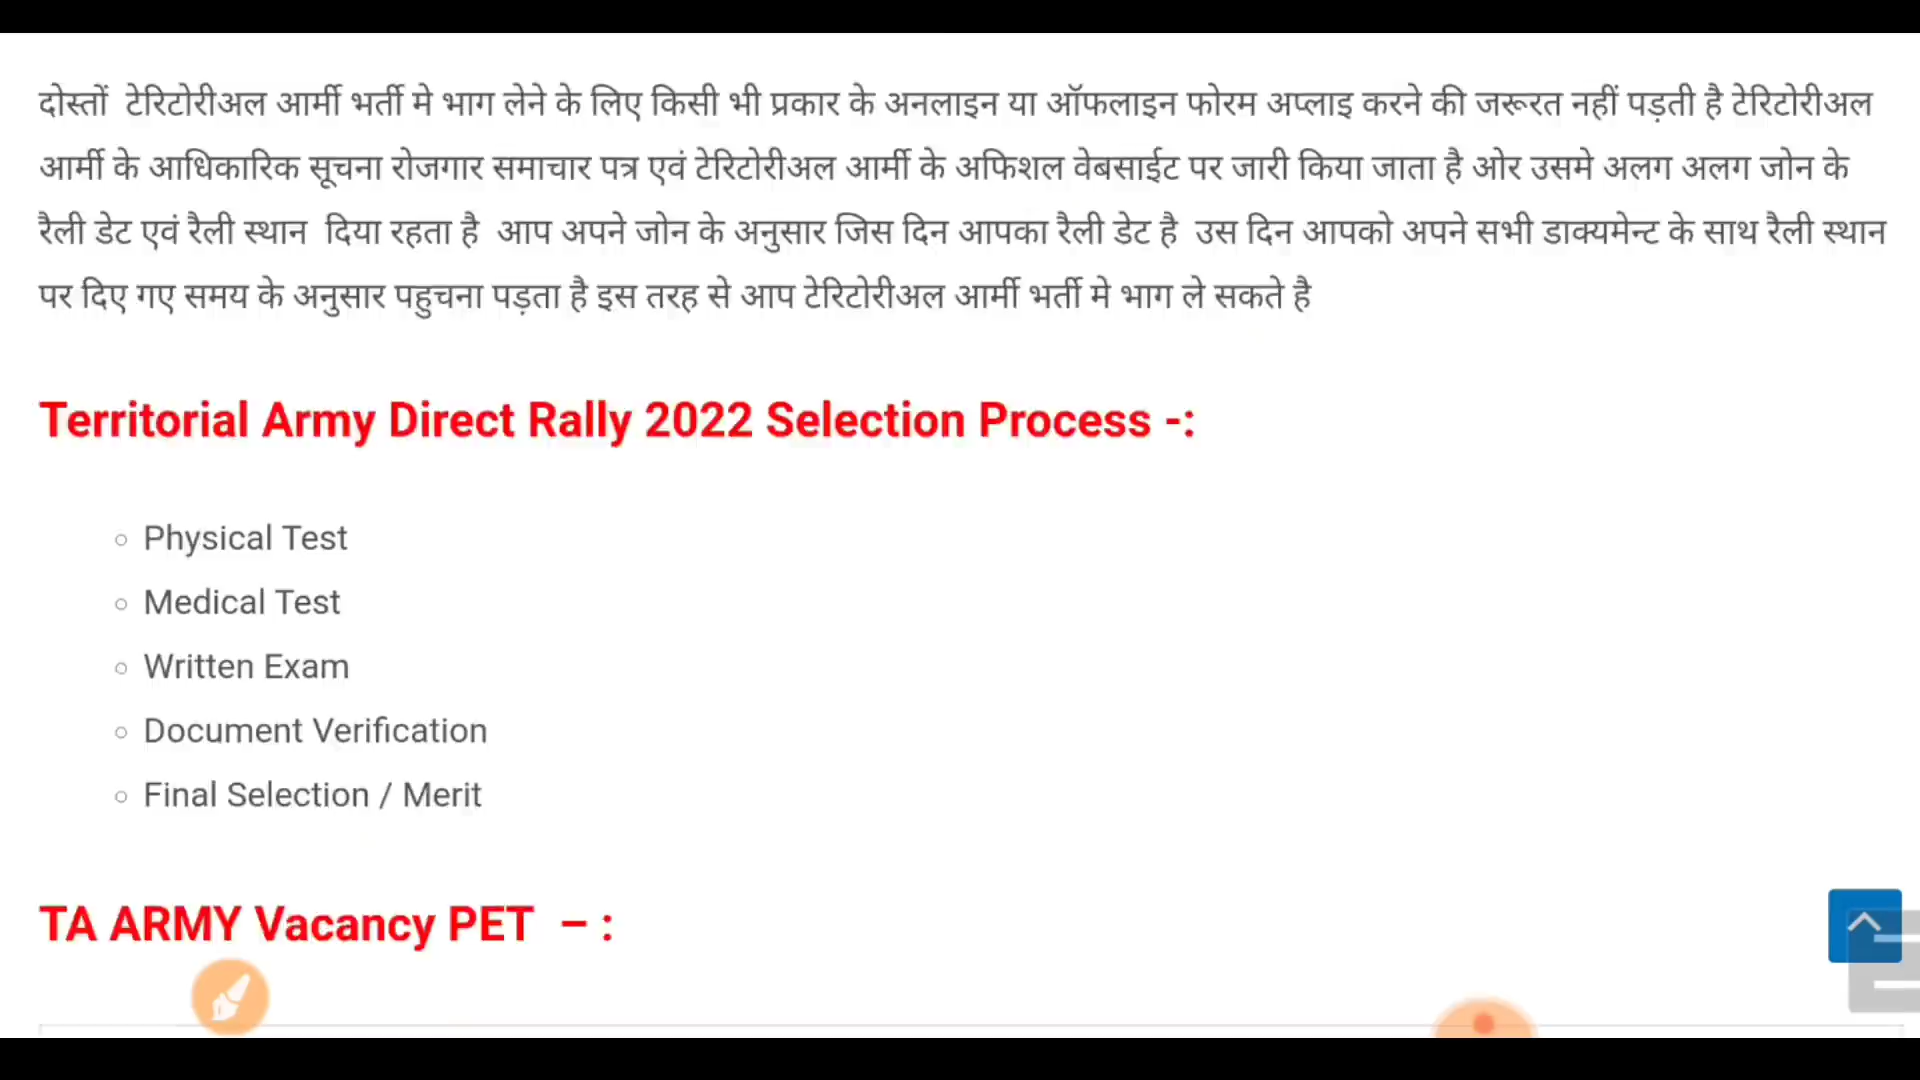 दोस्तों टेरिटोरीअल आर्मी भर्ती मे भाग लेने के लिए किसी भी प्रकार के अनलाइन या ऑफलाइन फोरम अप्लाइ करने की जरूरत नहीं पड़ती है टेरिटोरीअल
आर्मी के आधिकारिक सूचना रोजगार समाचार पत्र एवं टेरिटोरीअल आर्मी के अफिशल वेबसाईट पर जारी किया जाता है ओर उसमे अलग अलग जोन के
रैली डेट एवं रैली स्थान दिया रहता है आप अपने जोन के अनुसार जिस दिन आपका रैली डेट है उस दिन आपको अपने सभी डाक्यमेन्ट के साथ रैली स्थान
पर दिए गए समय के अनुसार पहुचना पड़ता है इस तरह से आप टेरिटोरीअल आर्मी भर्ती मे भाग ले सकते है
Territorial Army Direct Rally 2022 Selection Process -:
Physical Test
Medical Test
Written Exam
Document Verification
Final Selection / Merit
TA ARMY Vacancy PET – :